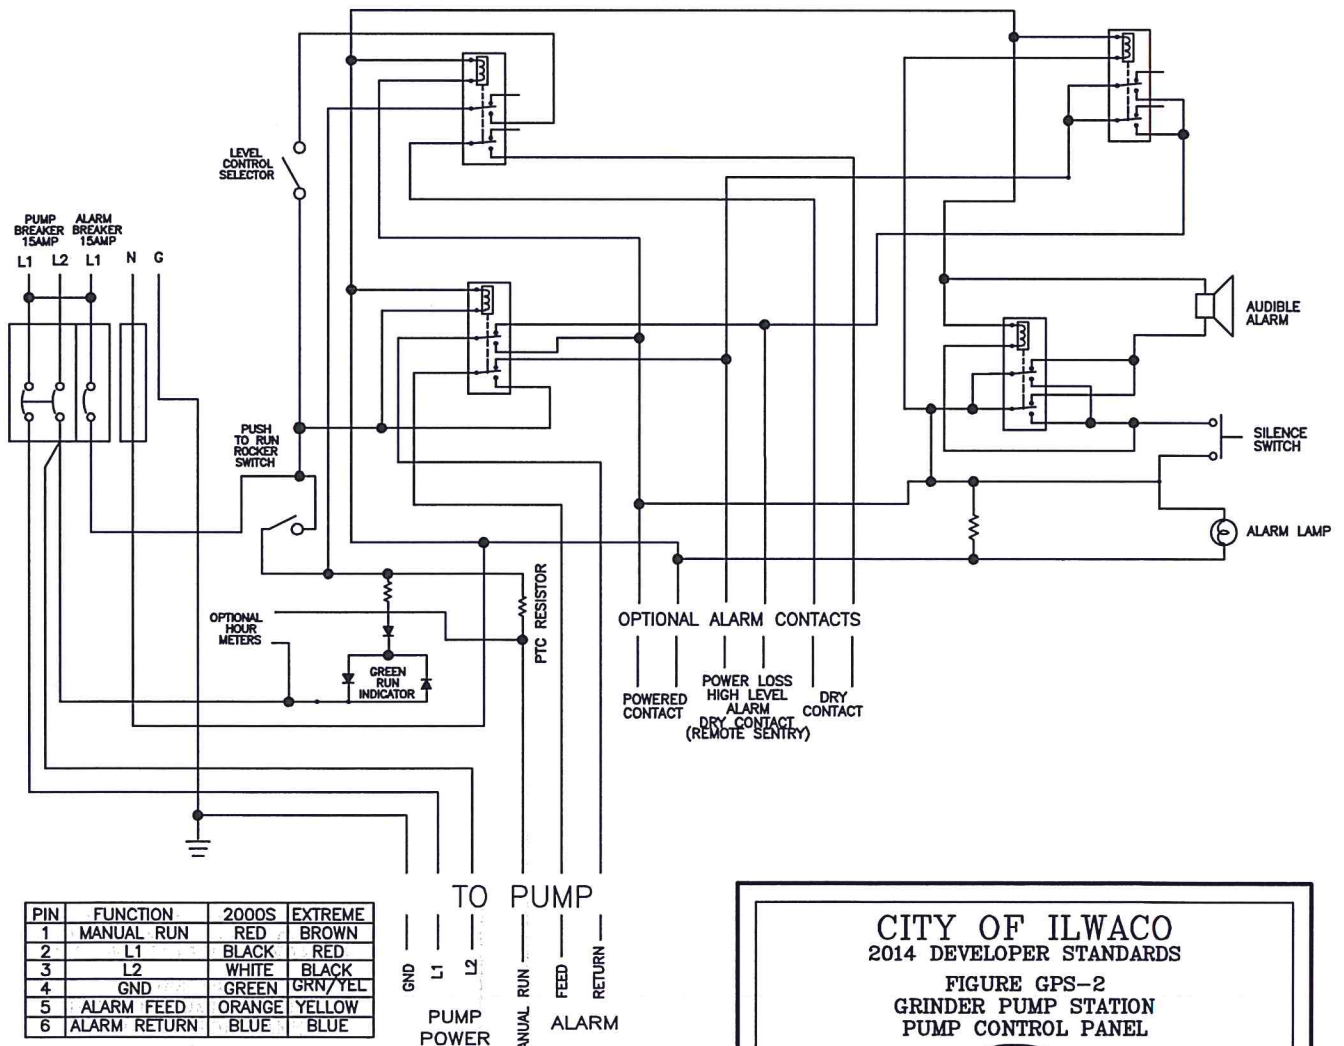 LEVEL
CONTROL
SELECTOR
PUMP
BREAKER
15AMP
ALARM
BREAKER
15AMP
L1 L2 L1 N G
AUDIBLE
ALARM
PUSH
TO RUN
ROCKER
SWITCH
SILENCE
SWITCH
ALARM LAMP
PTC RESISTOR
OPTIONAL
HOUR
METERS
GREEN
RUN
INDICATOR
OPTIONAL ALARM CONTACTS
POWERED
CONTACT
POWER LOSS
HIGH LEVEL
ALARM
DRY CONTACT
(REMOTE SENTRY)
DRY
CONTACT
TO PUMP
GND
L1
L2
MANUAL RUN
FEED
RETURN
PUMP
POWER
ALARM
PIN FUNCTION 2000S EXTREME
1 MANUAL RUN RED BROWN
2 L1 BLACK RED
3 L2 WHITE BLACK
4 GND GREEN GRN/YEL
5 ALARM FEED ORANGE YELLOW
6 ALARM RETURN BLUE BLUE
CITY OF ILWACO
2014 DEVELOPER STANDARDS
FIGURE GPS-2
GRINDER PUMP STATION
PUMP CONTROL PANEL